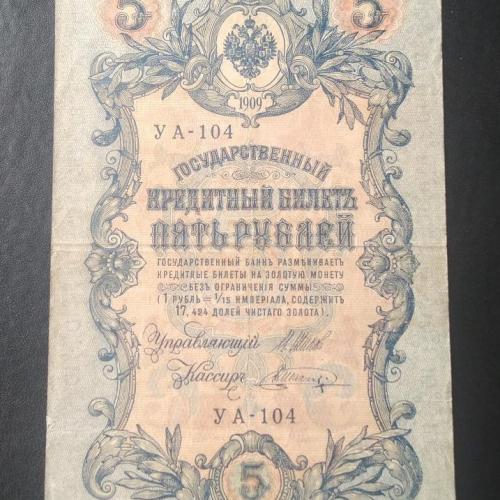 5 5
1909
УА-104
ГОСУДАРСТВЕННЫЙ
КРЕДИТНЫЙ БИЛЕТЪ
ПЯТЬ РУБЛЕЙ
ГОСУДАРСТВЕННЫЙ БАНКЪ РАЗМѢНИВАЕТЪ
КРЕДИТНЫЕ БИЛЕТЫ НА ЗОЛОТУЮ МОНЕТУ
БЕЗЪ ОГРАНИЧЕНІЯ СУММЫ
(1 РУБЛЬ = 1/15 ИМПЕРІАЛА, СОДЕРЖИТЪ
17,424 ДОЛЕЙ ЧИСТАГО ЗОЛОТА).
Управляющій
Кассиръ
УА-104
5